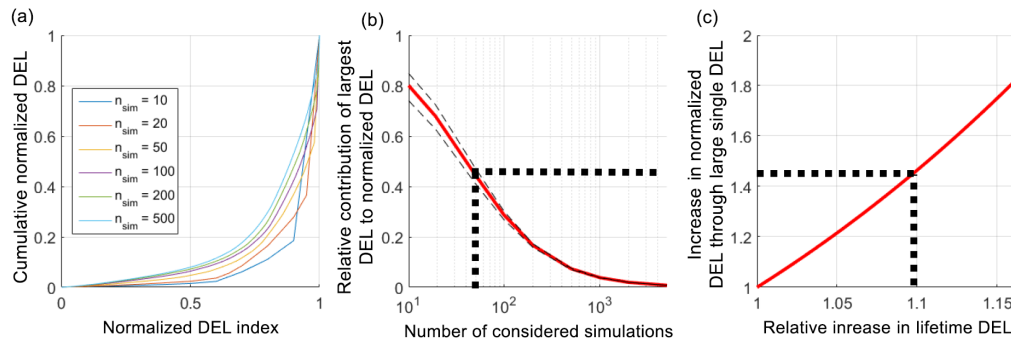 (a)
Cumulative normalized DEL
1
0.8
0.6
0.4
0.2
0
n_sim = 10
n_sim = 20
n_sim = 50
n_sim = 100
n_sim = 200
n_sim = 500
0
0.5
1
Normalized DEL index
(b)
Relative contribution of largest
DEL to normalized DEL
1
0.8
0.6
0.4
0.2
0
10^1
10^2
10^3
Number of considered simulations
(c)
Increase in normalized
DEL through large single DEL
2
1.8
1.6
1.4
1.2
1
1
1.05
1.1
1.15
Relative inrease in lifetime DEL